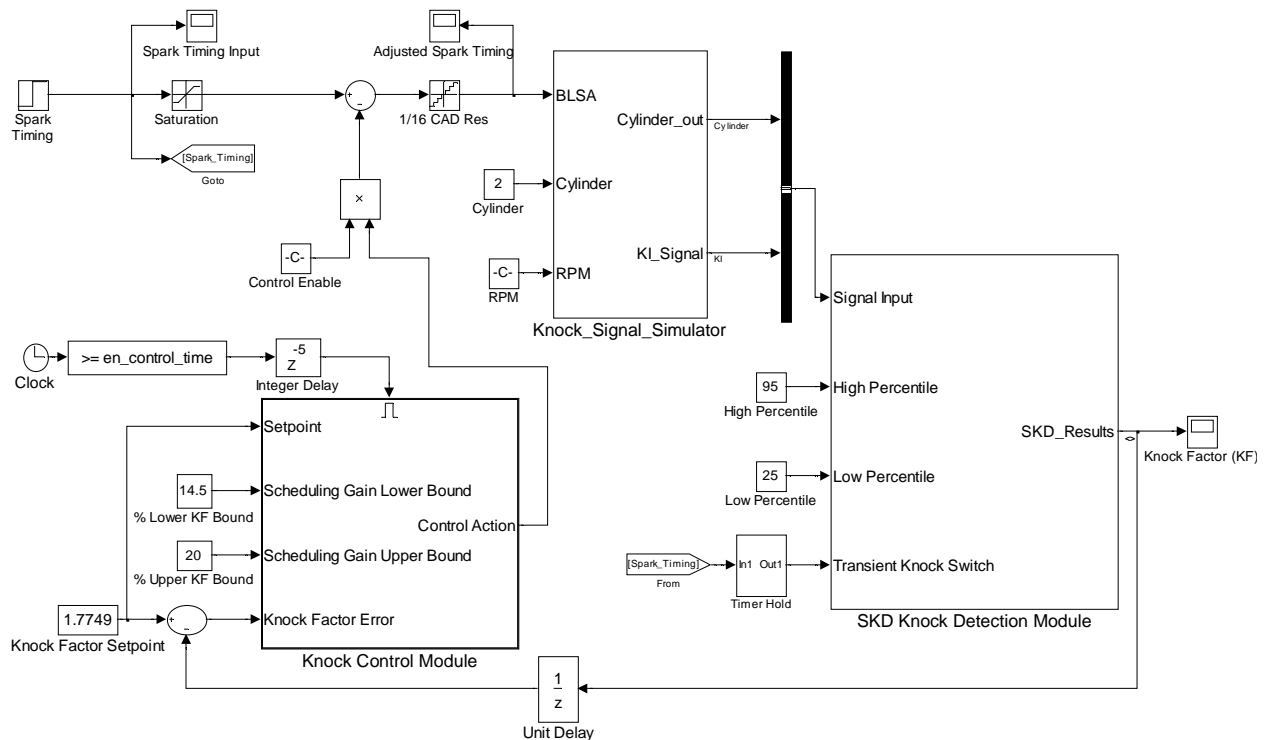 Spark Timing Input
Adjusted Spark Timing
Spark
Timing
Saturation
+
−
1/16 CAD Res
BLSA
Cylinder_out
Cylinder
[Spark_Timing]
Goto
×
2
Cylinder
Cylinder
-C-
Control Enable
KI_Signal
KI
-C-
RPM
RPM
Knock_Signal_Simulator
Signal Input
Clock
>= en_control_time
-5
Z
Integer Delay
95
High Percentile
High Percentile
Setpoint
SKD_Results
<>
Knock Factor (KF)
14.5
% Lower KF Bound
Scheduling Gain Lower Bound
25
Low Percentile
Low Percentile
Control Action
20
% Upper KF Bound
Scheduling Gain Upper Bound
[Spark_Timing]
From
In1 Out1
Timer Hold
Transient Knock Switch
1.7749
Knock Factor Setpoint
+
−
Knock Factor Error
SKD Knock Detection Module
Knock Control Module
1
z
Unit Delay